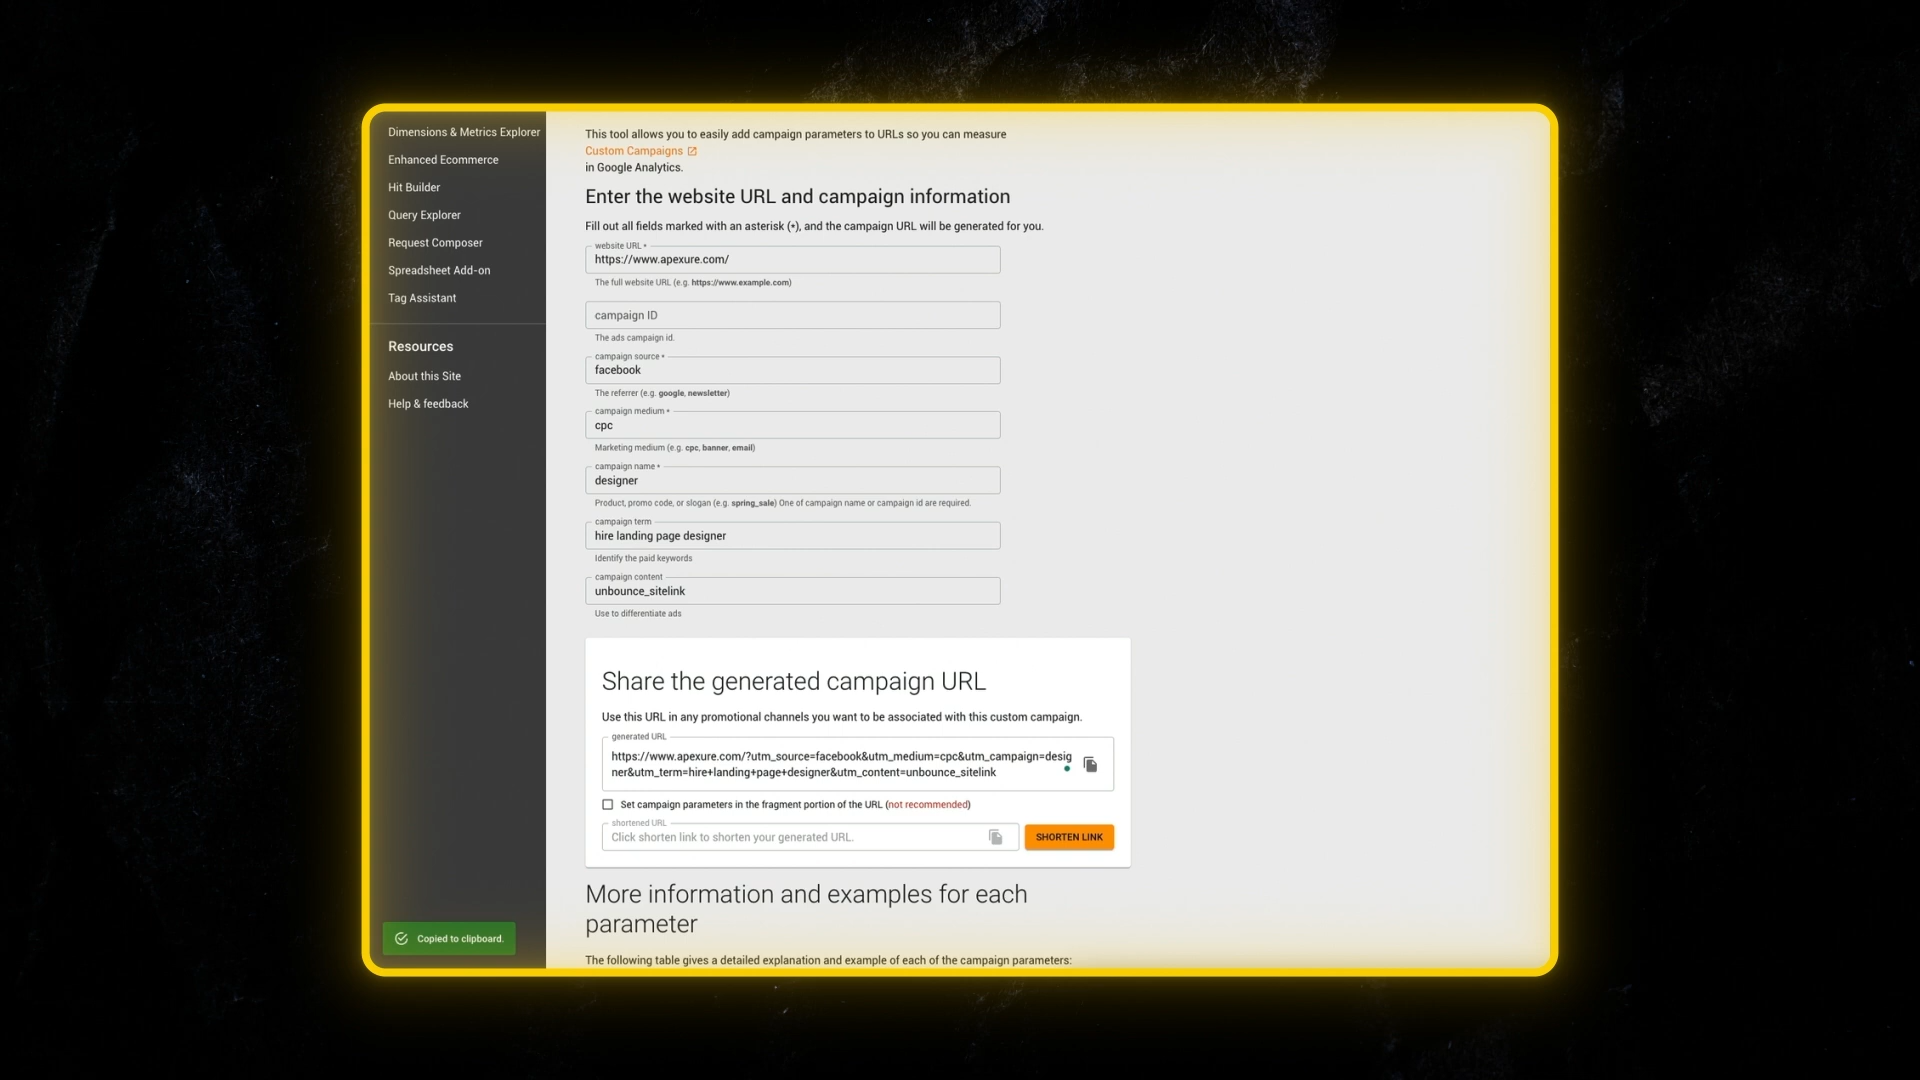 Dimensions & Metrics Explorer
Enhanced Ecommerce
Hit Builder
Query Explorer
Request Composer
Spreadsheet Add-on
Tag Assistant
Resources
About this Site
Help & feedback
Copied to clipboard.
This tool allows you to easily add campaign parameters to URLs so you can measure
Custom Campaigns
in Google Analytics.
Enter the website URL and campaign information
Fill out all fields marked with an asterisk (*), and the campaign URL will be generated for you.
website URL *
https://www.apexure.com/
The full website URL (e.g. https://www.example.com)
campaign ID
The ads campaign id.
campaign source *
facebook
The referrer (e.g. google, newsletter)
campaign medium *
cpc
Marketing medium (e.g. cpc, banner, email)
campaign name *
designer
Product, promo code, or slogan (e.g. spring_sale) One of campaign name or campaign id are required.
campaign term
hire landing page designer
Identify the paid keywords
campaign content
unbounce_sitelink
Use to differentiate ads
Share the generated campaign URL
Use this URL in any promotional channels you want to be associated with this custom campaign.
generated URL
https://www.apexure.com/?utm_source=facebook&utm_medium=cpc&utm_campaign=desig
ner&utm_term=hire+landing+page+designer&utm_content=unbounce_sitelink
Set campaign parameters in the fragment portion of the URL (not recommended)
shortened URL
Click shorten link to shorten your generated URL.
SHORTEN LINK
More information and examples for each
parameter
The following table gives a detailed explanation and example of each of the campaign parameters: